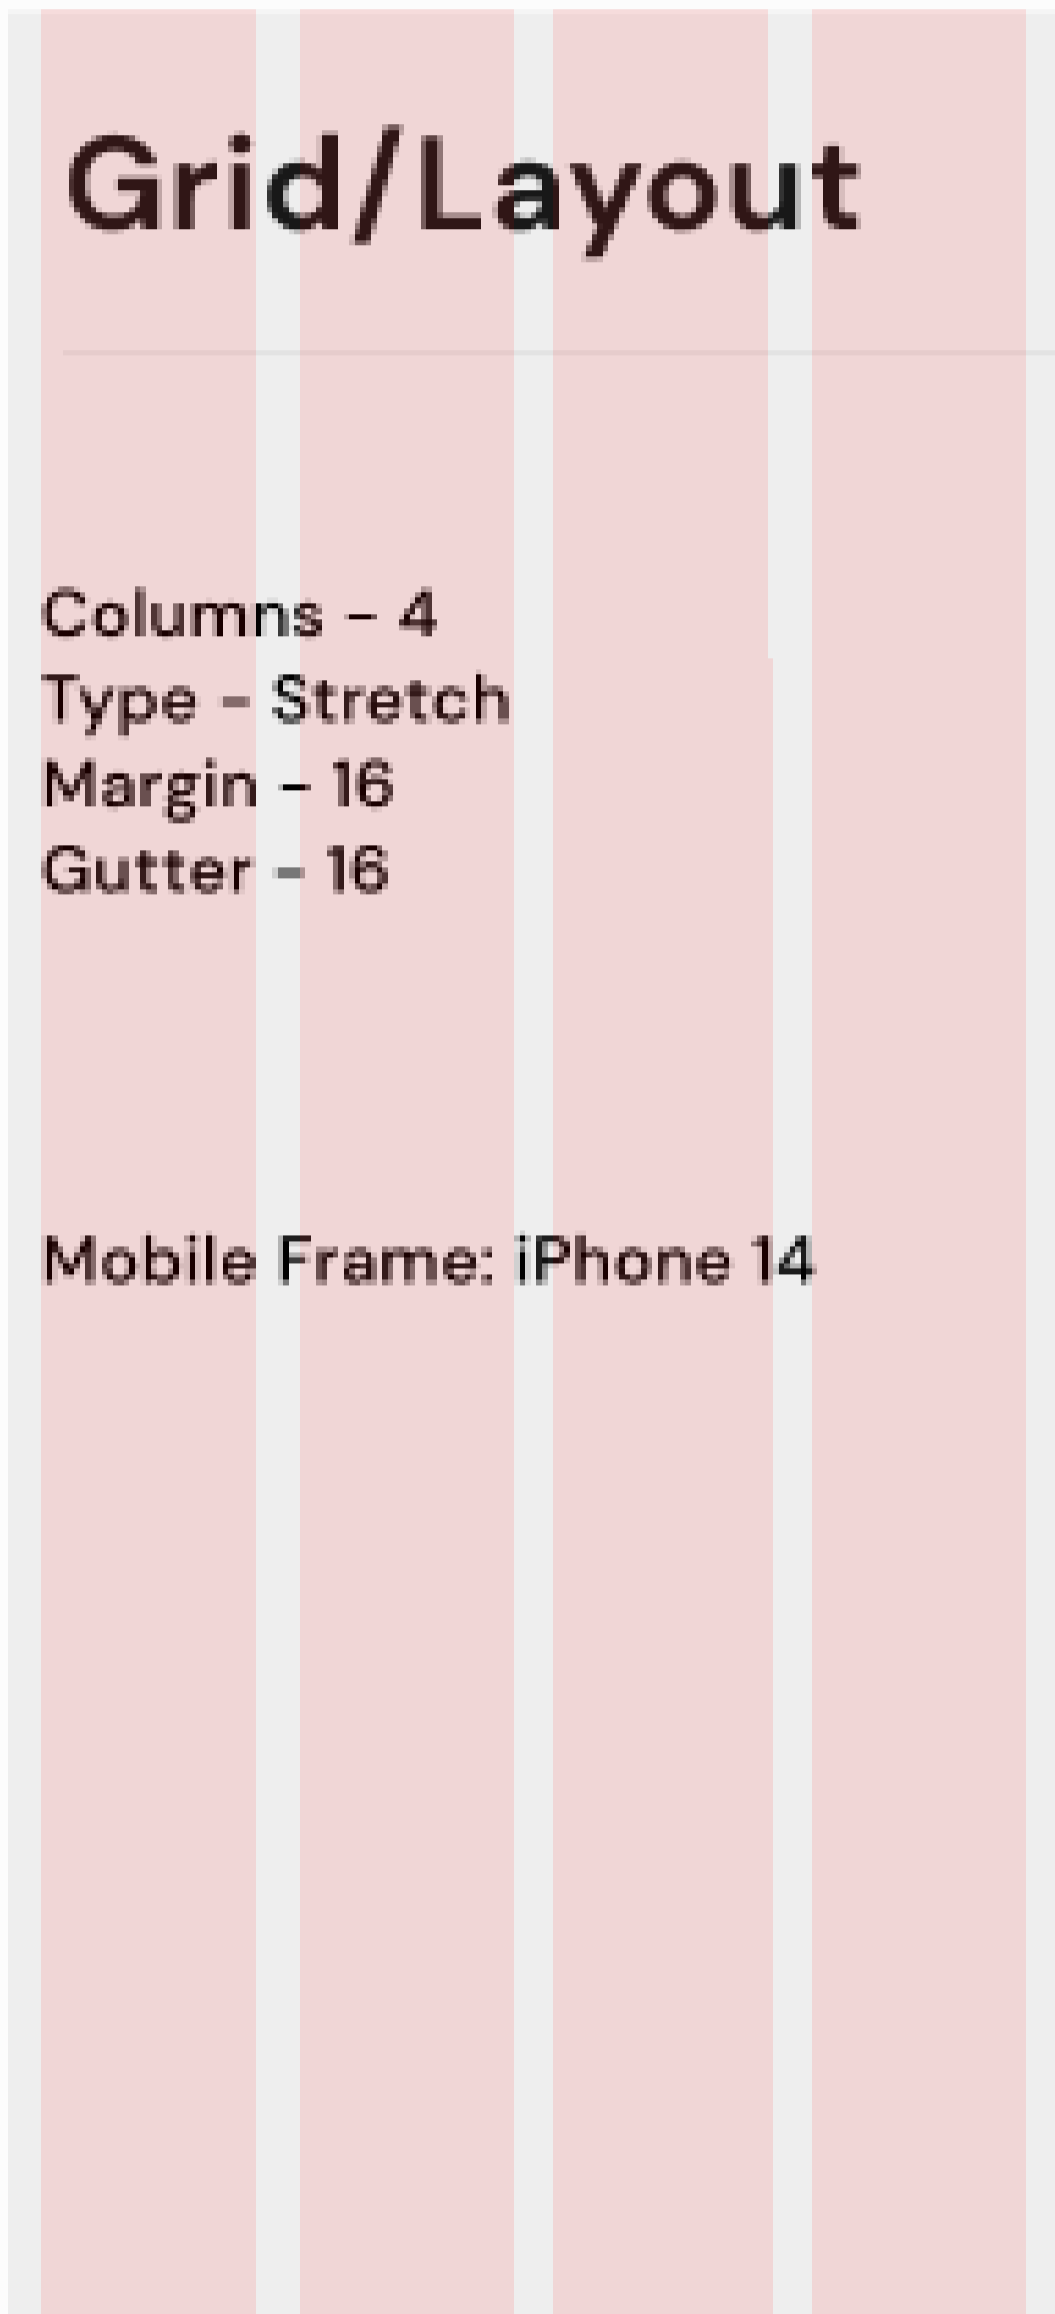 Grid/Layout
Columns – 4
Type - Stretch
Margin – 16
Gutter - 16
Mobile Frame: iPhone 14